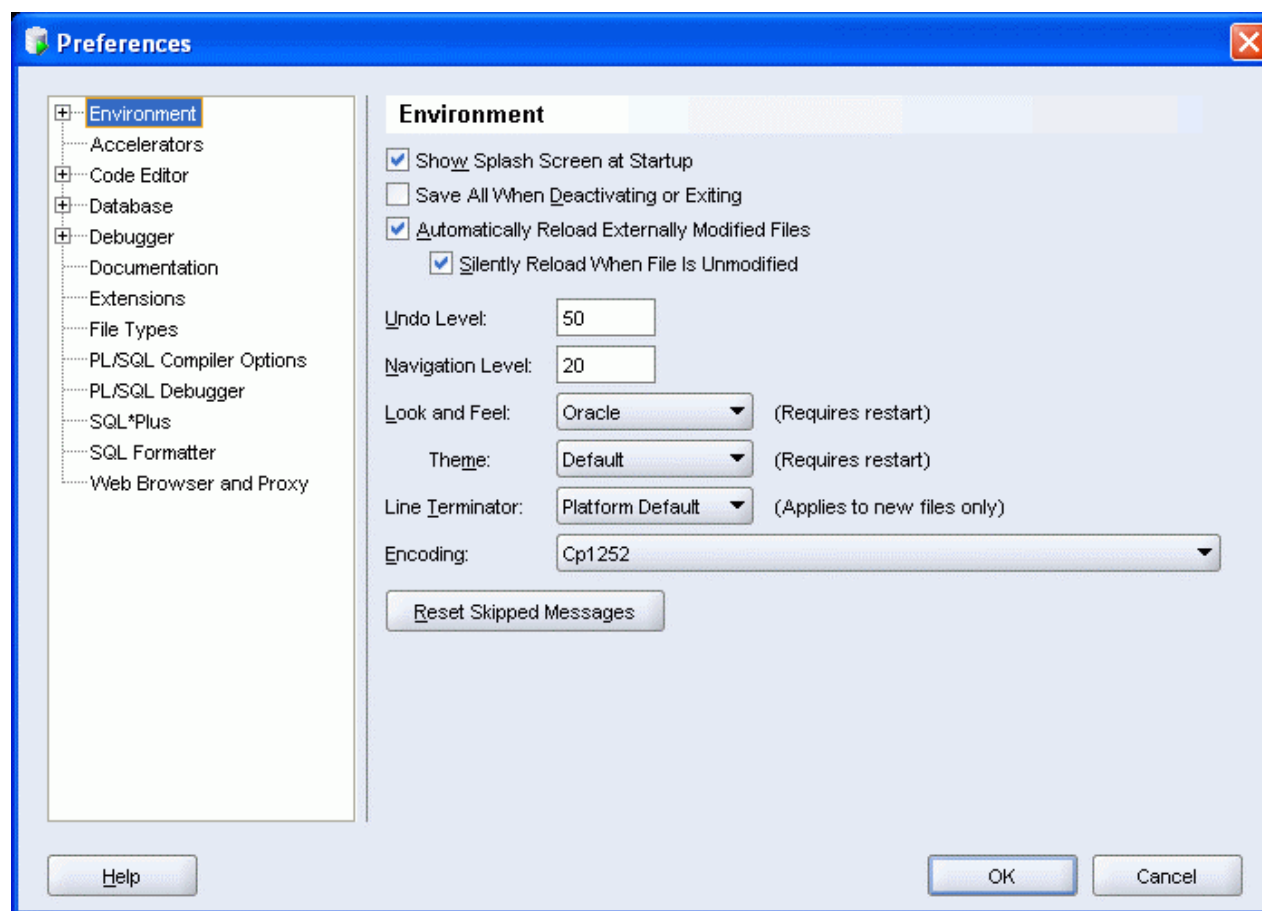 Preferences
Environment
Accelerators
Code Editor
Database
Debugger
Documentation
Extensions
File Types
PL/SQL Compiler Options
PL/SQL Debugger
SQL*Plus
SQL Formatter
Web Browser and Proxy
Environment
Show Splash Screen at Startup
Save All When Deactivating or Exiting
Automatically Reload Externally Modified Files
Silently Reload When File Is Unmodified
Undo Level: 50
Navigation Level: 20
Look and Feel: Oracle (Requires restart)
Theme: Default (Requires restart)
Line Terminator: Platform Default (Applies to new files only)
Encoding: Cp1252
Reset Skipped Messages
Help OK Cancel